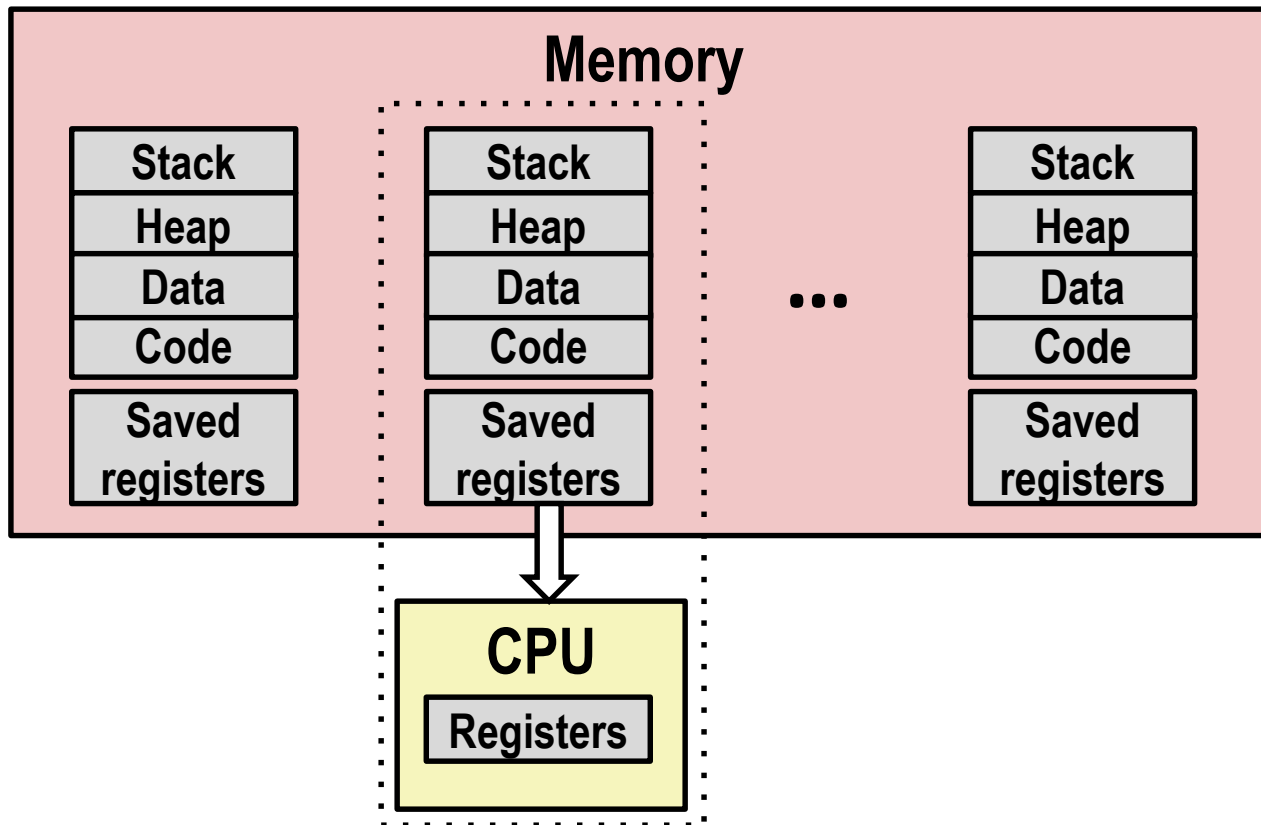 Memory
Stack
Heap
Data
Code
Saved
registers
Stack
Heap
Data
Code
Saved
registers
...
Stack
Heap
Data
Code
Saved
registers
CPU
Registers